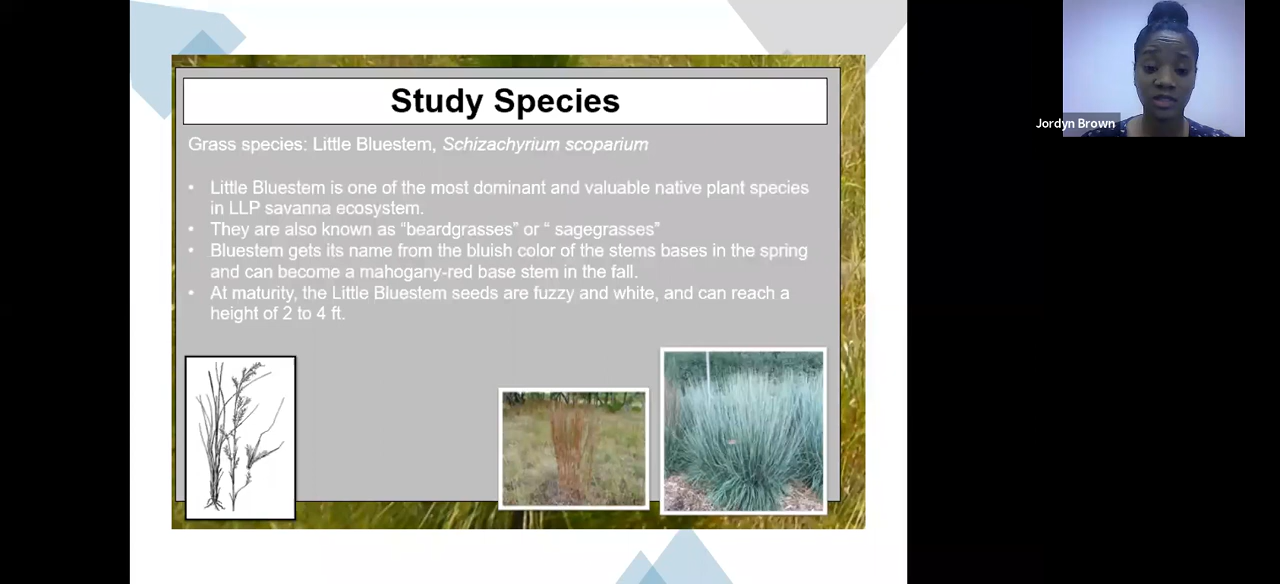 Study Species
Grass species: Little Bluestem, Schizachyrium scoparium
• Little Bluestem is one of the most dominant and valuable native plant species
in LLP savanna ecosystem.
• They are also known as “beardgrasses” or “ sagegrasses”
• Bluestem gets its name from the bluish color of the stems bases in the spring
and can become a mahogany-red base stem in the fall.
• At maturity, the Little Bluestem seeds are fuzzy and white, and can reach a
height of 2 to 4 ft.
Jordyn Brown